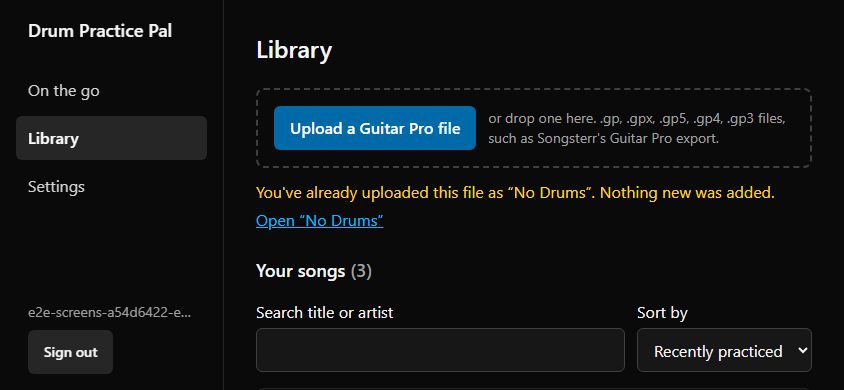 Drum Practice Pal
On the go
Library
Settings
e2e-screens-a54d6422-e...
Sign out
Library
Upload a Guitar Pro file
or drop one here. .gp, .gpx, .gp5, .gp4, .gp3 files,
such as Songsterr's Guitar Pro export.
You've already uploaded this file as “No Drums”. Nothing new was added.
Open “No Drums”
Your songs (3)
Search title or artist
Sort by
Recently practiced